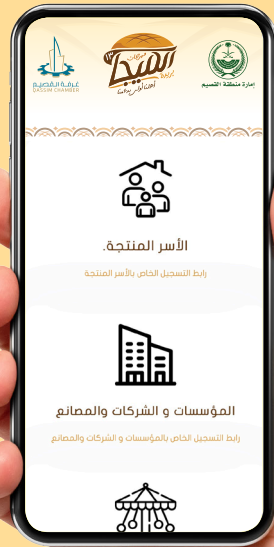 إمارة منطقة القصيم
غرفة القصيم
QASSIM CHAMBER
الأسر المنتجة.
رابط التسجيل الخاص بالأسر المنتجة
المؤسسات و الشركات والمصانع
رابط التسجيل الخاص بالمؤسسات و الشركات والمصانع